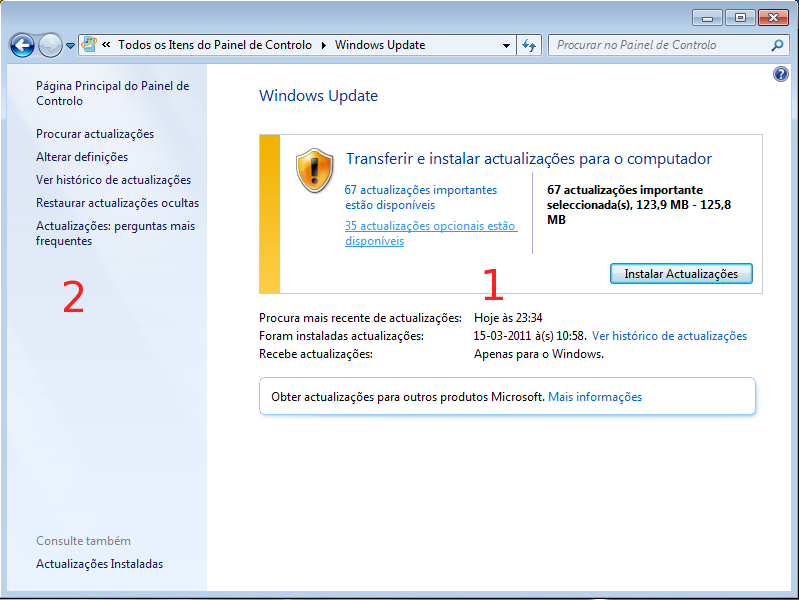 « Todos os Itens do Painel de Controlo ▸ Windows Update
Procurar no Painel de Controlo
Página Principal do Painel de
Controlo
Procurar actualizações
Alterar definições
Ver histórico de actualizações
Restaurar actualizações ocultas
Actualizações: perguntas mais
frequentes
2
Consulte também
Actualizações Instaladas
Windows Update
Transferir e instalar actualizações para o computador
67 actualizações importantes
estão disponíveis
35 actualizações opcionais estão
disponíveis
67 actualizações importante
seleccionada(s), 123,9 MB - 125,8
MB
Instalar Actualizações
1
Procura mais recente de actualizações: Hoje às 23:34
Foram instaladas actualizações: 15-03-2011 à(s) 10:58. Ver histórico de actualizações
Recebe actualizações: Apenas para o Windows.
Obter actualizações para outros produtos Microsoft. Mais informações